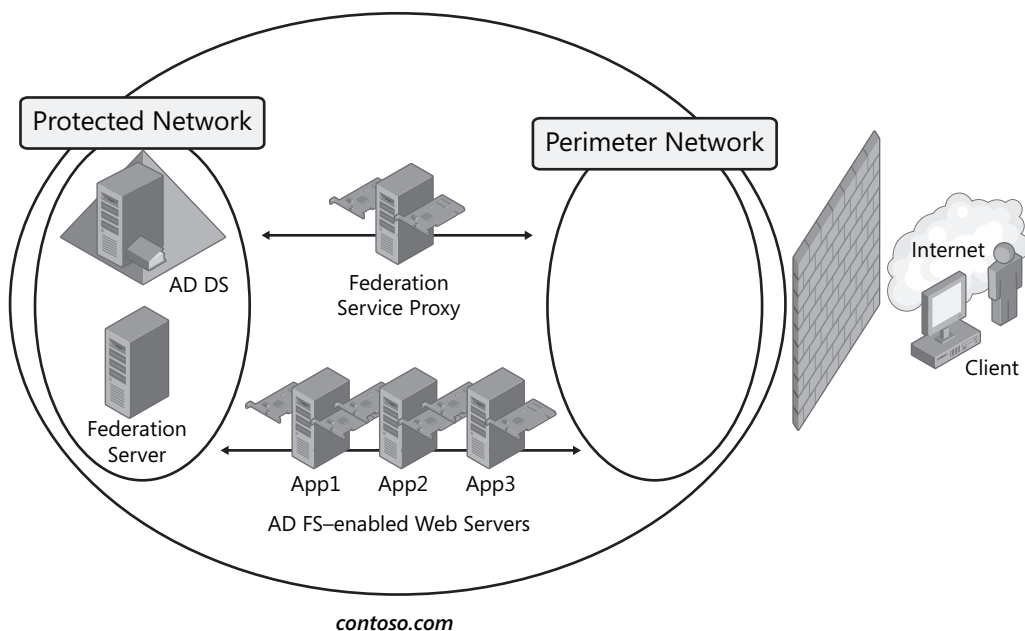 Protected Network
Perimeter Network
AD DS
Federation
Service Proxy
Internet
Client
Federation
Server
App1
App2
App3
AD FS–enabled Web Servers
contoso.com